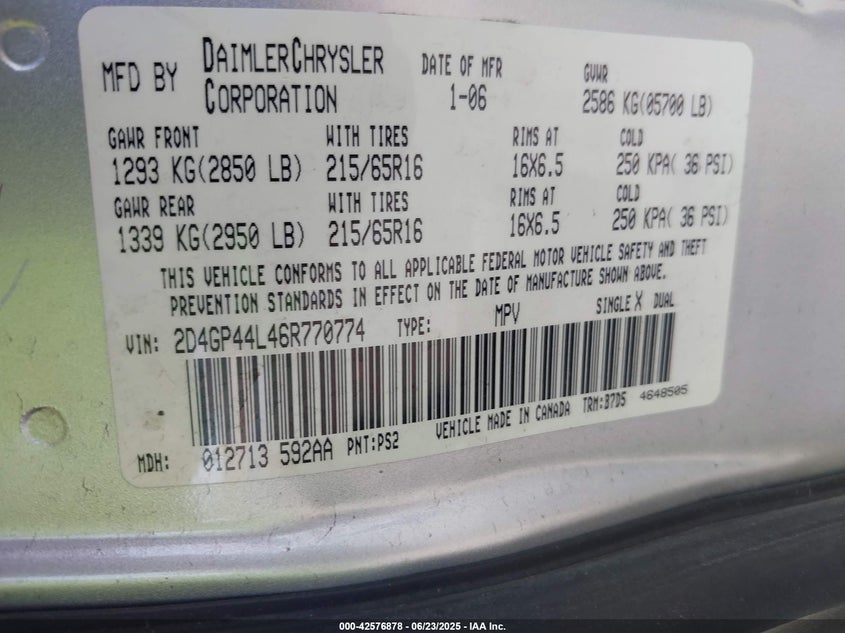 MFD BY DAIMLERCHRYSLER CORPORATION DATE OF MFR 1-06 GVWR 2586 KG(05700 LB)
GAWR FRONT WITH TIRES RIMS AT COLD
1293 KG(2850 LB) 215/65R16 16X6.5 250 KPA( 36 PSI)
GAWR REAR WITH TIRES RIMS AT COLD
1339 KG(2950 LB) 215/65R16 16X6.5 250 KPA( 36 PSI)
THIS VEHICLE CONFORMS TO ALL APPLICABLE FEDERAL MOTOR VEHICLE SAFETY AND THEFT
PREVENTION STANDARDS IN EFFECT ON THE DATE OF MANUFACTURE SHOWN ABOVE.
VIN: 2D4GP44L46R770774 TYPE: MPV SINGLE X DUAL
MDH: 012713 592AA PNT:PS2 VEHICLE MADE IN CANADA TRM:B7D5 4648505
000-42576878 - 06/23/2025 - IAA Inc.